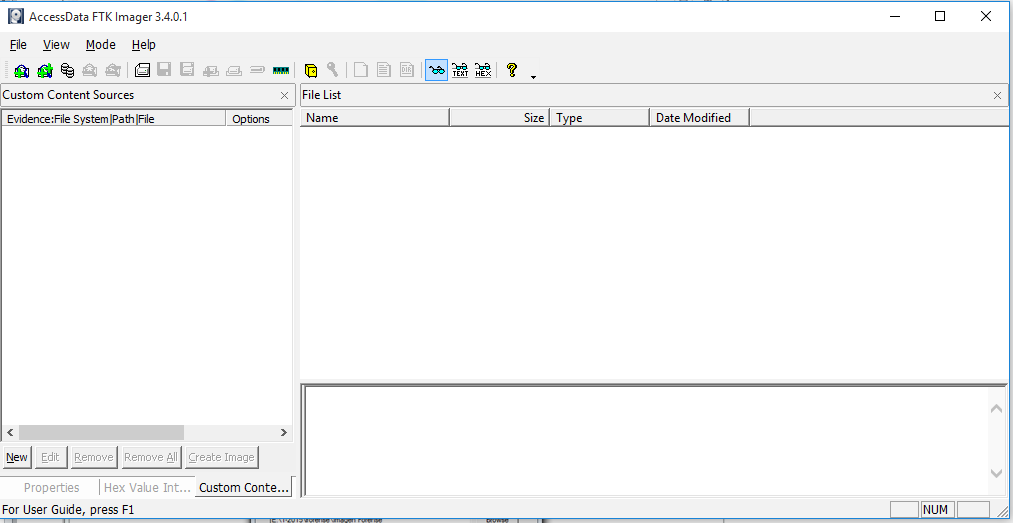 AccessData FTK Imager 3.4.0.1
File View Mode Help
TEXT HEX ?
Custom Content Sources
File List
Evidence:File System|Path|File Options
Name Size Type Date Modified
New Edit Remove Remove All Create Image
Properties Hex Value Int... Custom Conte...
For User Guide, press F1
NUM
Browse